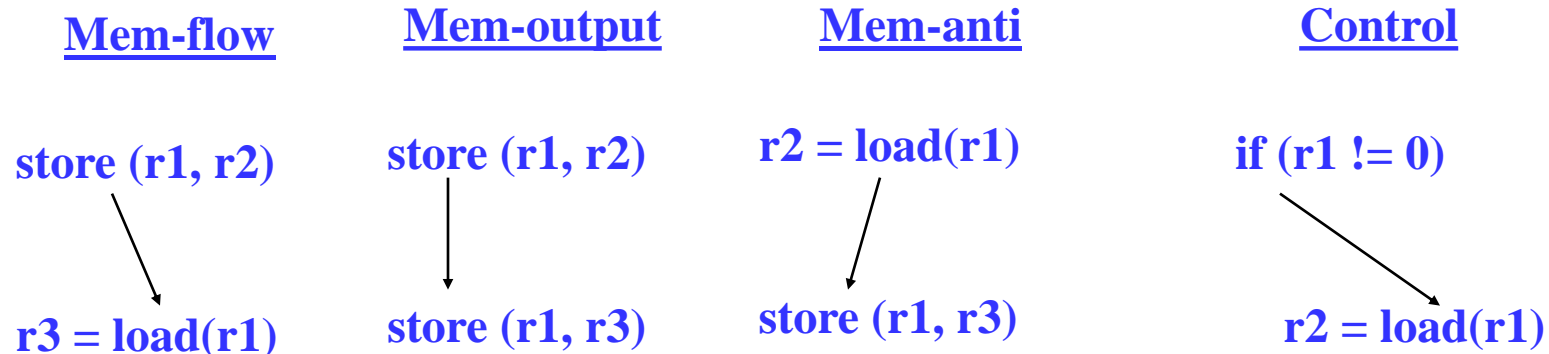 Mem-flow
store (r1, r2)
r3 = load(r1)
Mem-output
store (r1, r2)
store (r1, r3)
Mem-anti
r2 = load(r1)
store (r1, r3)
Control
if (r1 != 0)
r2 = load(r1)